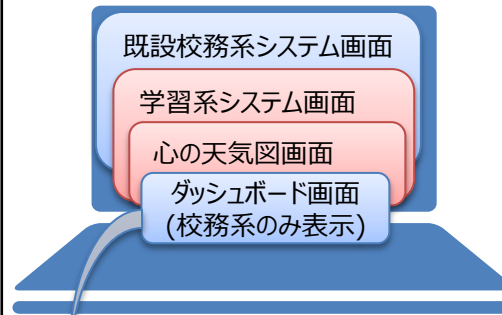 既設校務系システム画面
学習系システム画面
心の天気図画面
ダッシュボード画面
(校務系のみ表示)